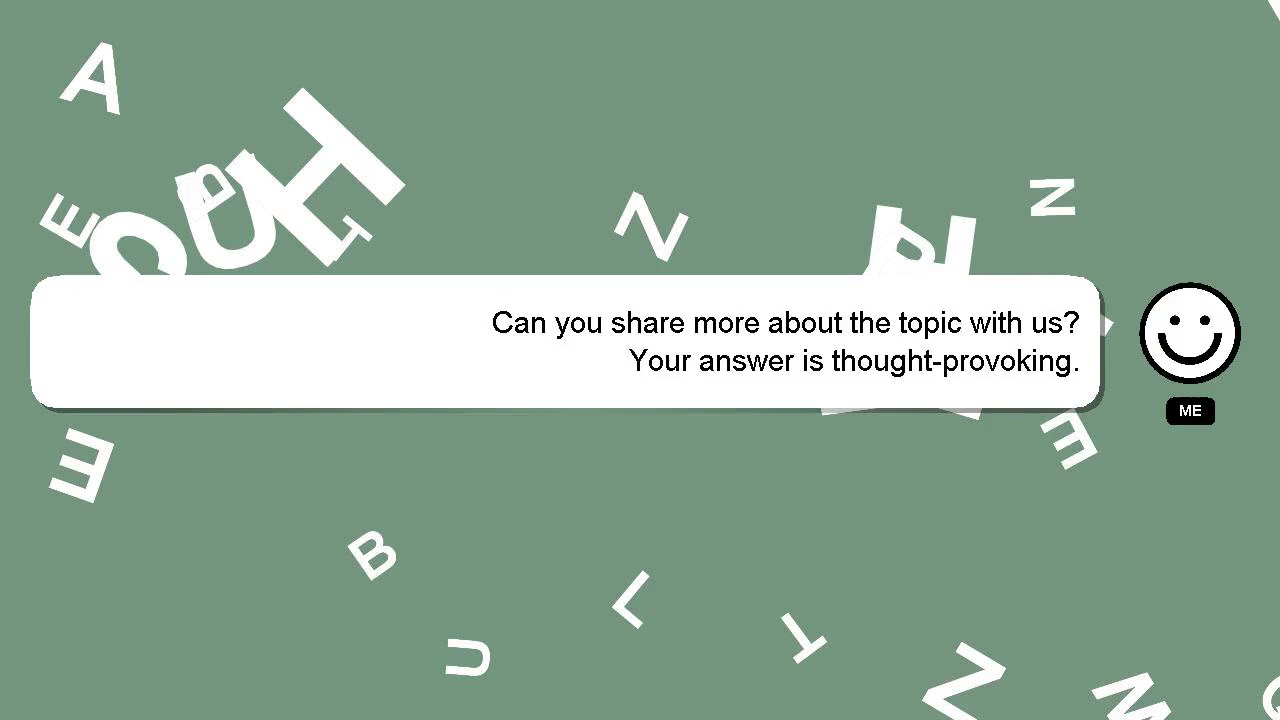 A
H
U
B
E
C
T
Z
N
Can you share more about the topic with us?
Your answer is thought-provoking.
ME
E
E
B
L
U
T
Z
M